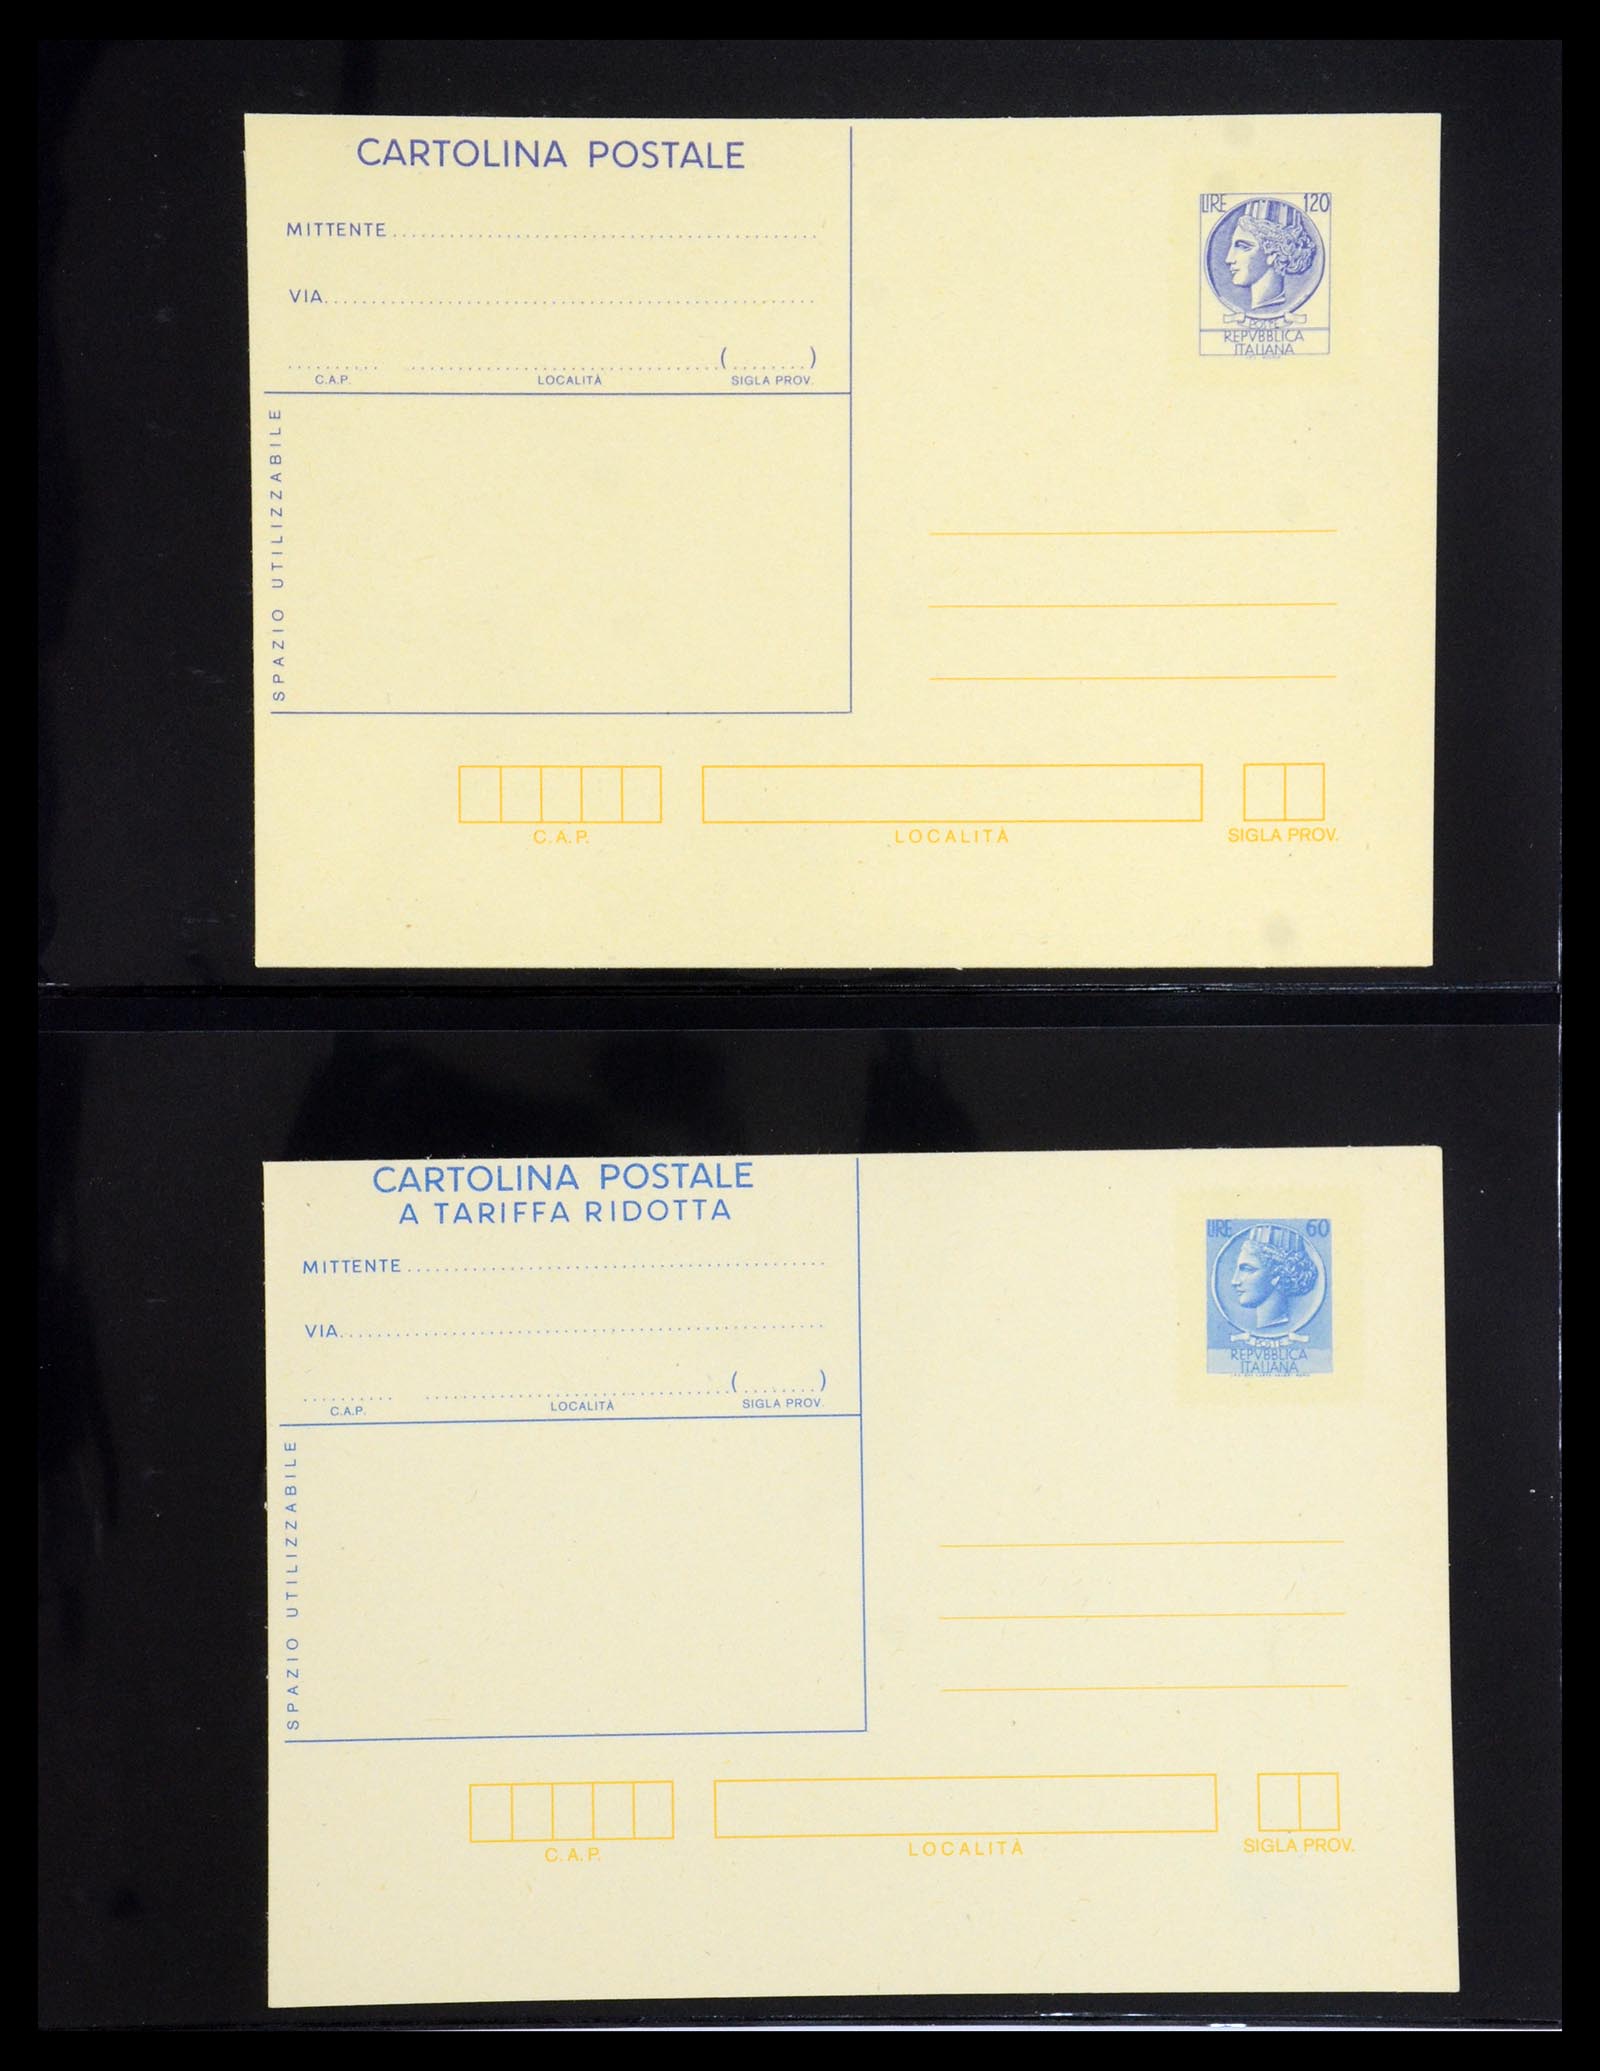 CARTOLINA POSTALE
MITTENTE
VIA
( )
C.A.P. LOCALITÀ SIGLA PROV.
SPAZIO UTILIZZABILE
LIRE 120
POSTE
REPVBBLICA
ITALIANA
C.A.P. LOCALITÀ SIGLA PROV.
CARTOLINA POSTALE
A TARIFFA RIDOTTA
MITTENTE
VIA
( )
C.A.P. LOCALITÀ SIGLA PROV.
SPAZIO UTILIZZABILE
LIRE 60
POSTE
REPVBBLICA
ITALIANA
C.A.P. LOCALITÀ SIGLA PROV.